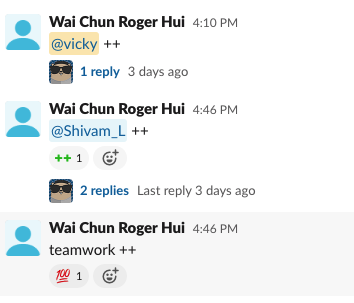 Wai Chun Roger Hui 4:10 PM
@vicky ++
1 reply 3 days ago
Wai Chun Roger Hui 4:46 PM
@Shivam_L ++
++ 1
2 replies Last reply 3 days ago
Wai Chun Roger Hui 4:46 PM
teamwork ++
💯 1